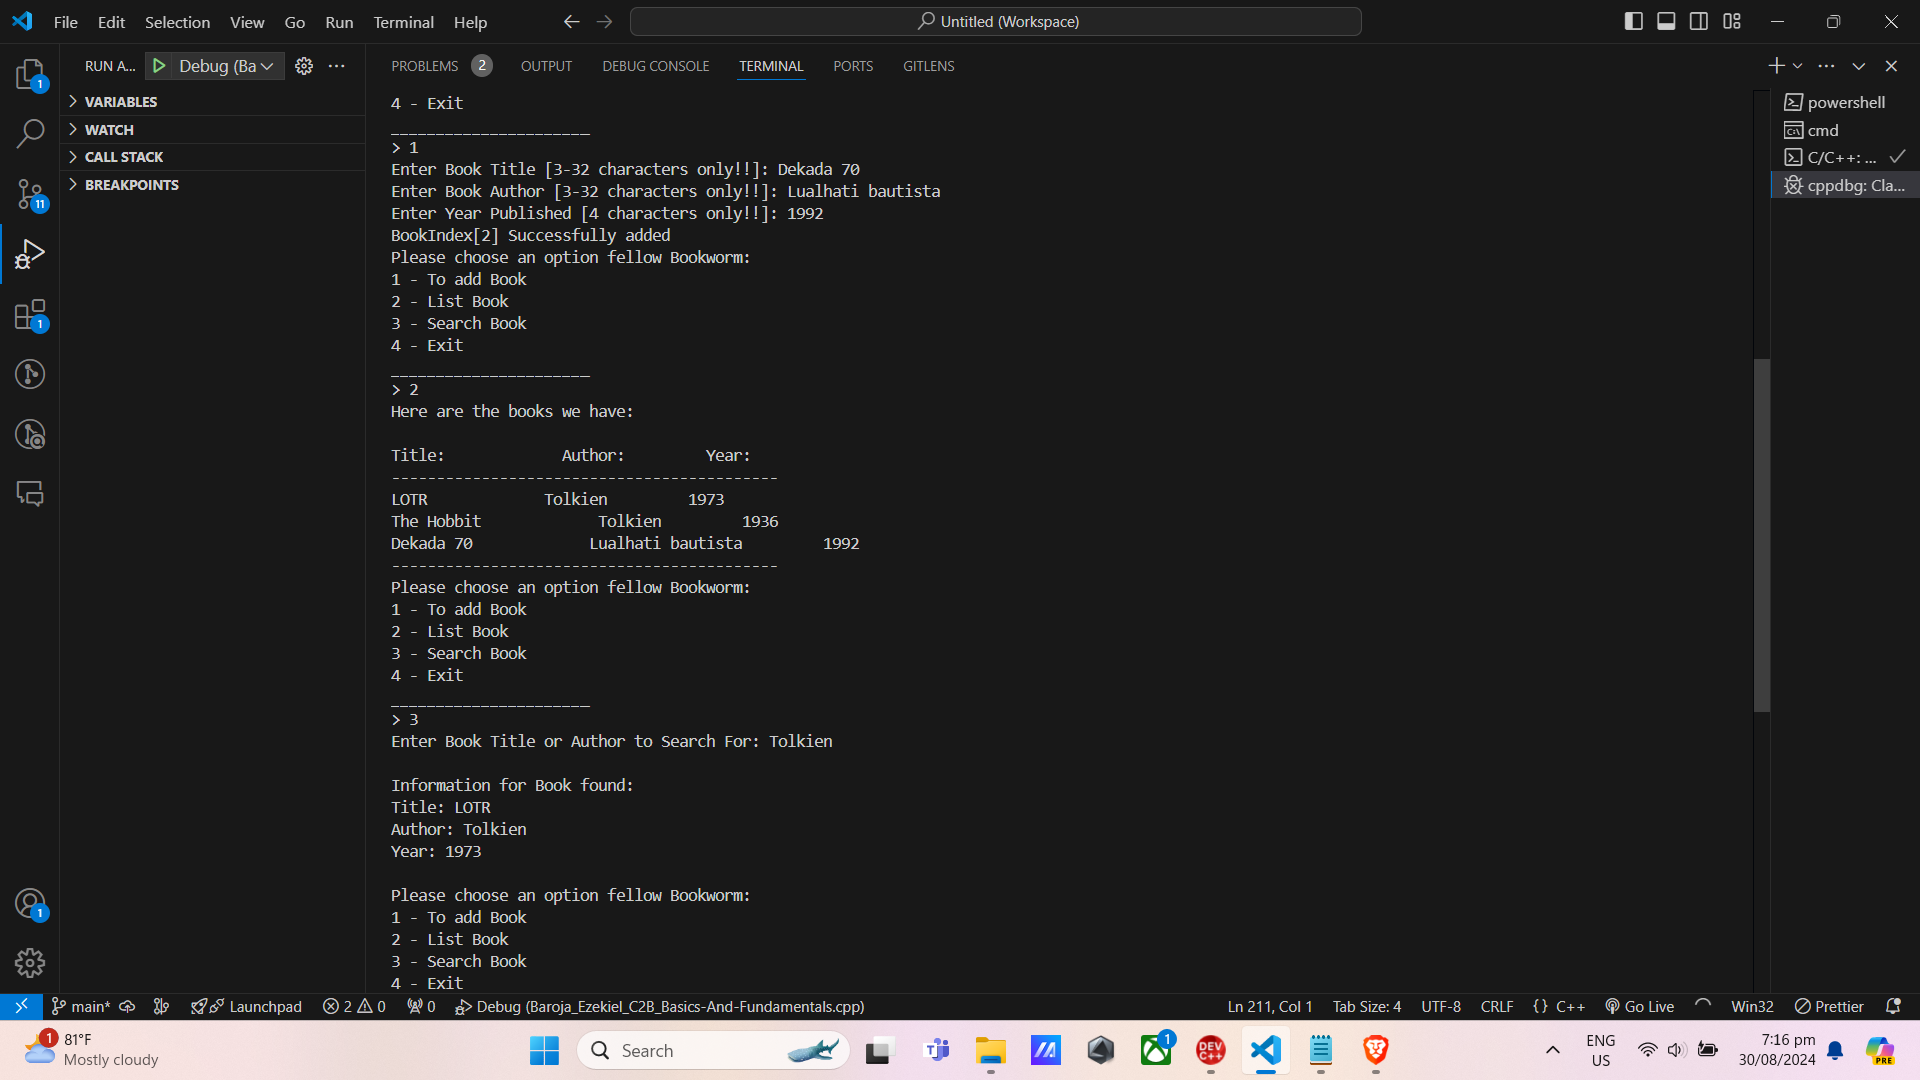 File Edit Selection View Go Run Terminal Help
Untitled (Workspace)
RUN A... Debug (Ba
PROBLEMS 2 OUTPUT DEBUG CONSOLE TERMINAL PORTS GITLENS
VARIABLES
WATCH
CALL STACK
BREAKPOINTS
1
11
1
1
4 - Exit
______________________
> 1
Enter Book Title [3-32 characters only!!]: Dekada 70
Enter Book Author [3-32 characters only!!]: Lualhati bautista
Enter Year Published [4 characters only!!]: 1992
BookIndex[2] Successfully added
Please choose an option fellow Bookworm:
1 - To add Book
2 - List Book
3 - Search Book
4 - Exit
______________________
> 2
Here are the books we have:
Title: Author: Year:
-------------------------------------------
LOTR Tolkien 1973
The Hobbit Tolkien 1936
Dekada 70 Lualhati bautista 1992
-------------------------------------------
Please choose an option fellow Bookworm:
1 - To add Book
2 - List Book
3 - Search Book
4 - Exit
______________________
> 3
Enter Book Title or Author to Search For: Tolkien
Information for Book found:
Title: LOTR
Author: Tolkien
Year: 1973
Please choose an option fellow Bookworm:
1 - To add Book
2 - List Book
3 - Search Book
4 - Exit
powershell
cmd
C/C++: ...
cppdbg: Cla...
main* Launchpad 2 0 0 Debug (Baroja_Ezekiel_C2B_Basics-And-Fundamentals.cpp) Ln 211, Col 1 Tab Size: 4 UTF-8 CRLF {} C++ Go Live Win32 Prettier
1
81°F
Mostly cloudy
Search
DEV C++
1
ENG
US
7:16 pm
30/08/2024
PRE